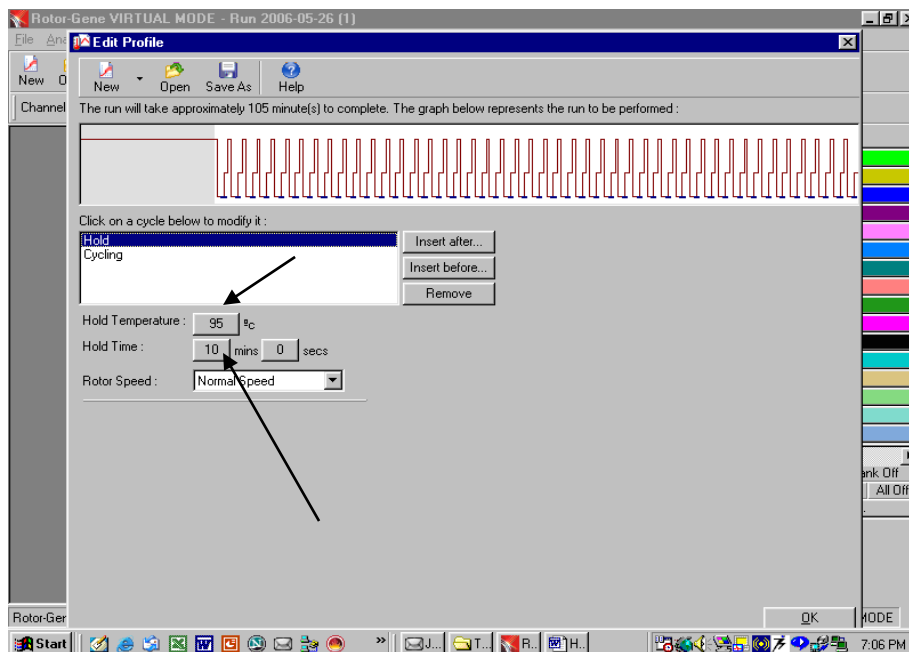 Rotor-Gene VIRTUAL MODE - Run 2006-05-26 (1)
File Ana
Edit Profile
New
New Open Save As Help
Channel
The run will take approximately 105 minute(s) to complete. The graph below represents the run to be performed :
Click on a cycle below to modify it :
Hold
Cycling
Insert after...
Insert before...
Remove
Hold Temperature : 95 ºc
Hold Time : 10 mins 0 secs
Rotor Speed : Normal Speed
ank Off
All Off
Rotor-Ger
OK
MODE
Start
» J... T... R.. H..
7:06 PM